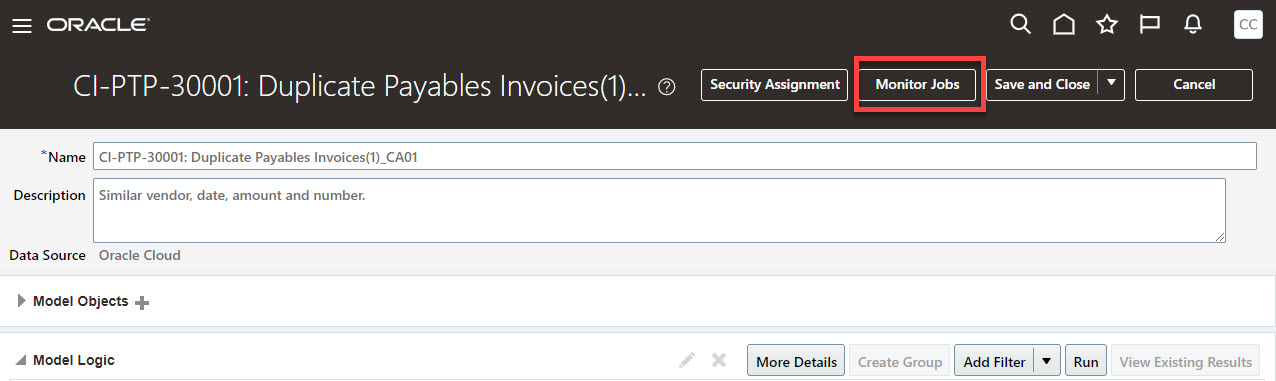 ORACLE
CC
CI-PTP-30001: Duplicate Payables Invoices(1)... ? Security Assignment Monitor Jobs Save and Close Cancel
*Name CI-PTP-30001: Duplicate Payables Invoices(1)_CA01
Description Similar vendor, date, amount and number.
Data Source Oracle Cloud
Model Objects
Model Logic More Details Create Group Add Filter Run View Existing Results